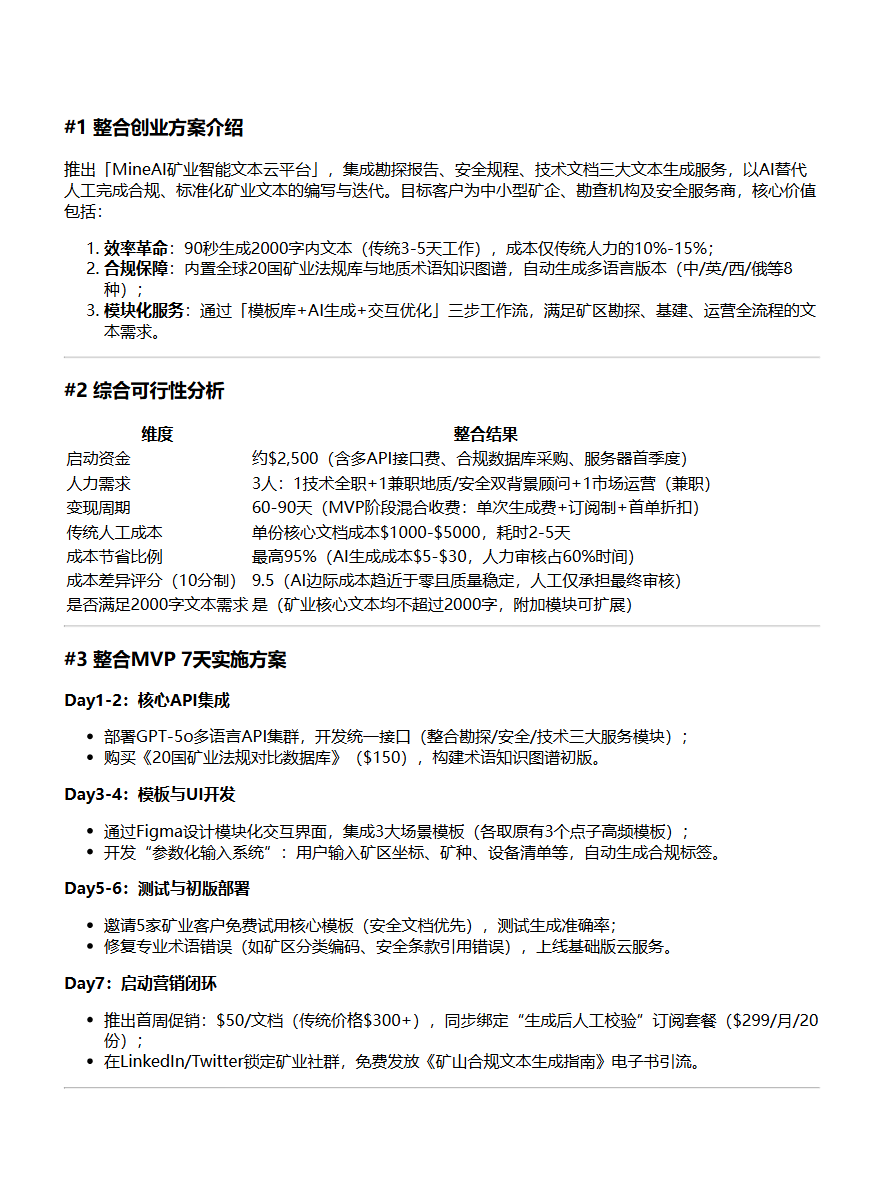 #1 整合创业方案介绍
推出「MineAI矿业智能文本云平台」，集成勘探报告、安全规程、技术文档三大文本生成服务，以AI替代
人工完成合规、标准化矿业文本的编写与迭代。目标客户为中小型矿企、勘查机构及安全服务商，核心价值
包括：
1. 效率革命：90秒生成2000字内文本（传统3-5天工作），成本仅传统人力的10%-15%；
2. 合规保障：内置全球20国矿业法规库与地质术语知识图谱，自动生成多语言版本（中/英/西/俄等8
种）；
3. 模块化服务：通过「模板库+AI生成+交互优化」三步工作流，满足矿区勘探、基建、运营全流程的文
本需求。
#2 综合可行性分析
维度 整合结果
启动资金 约$2,500（含多API接口费、合规数据库采购、服务器首季度）
人力需求 3人：1技术全职+1兼职地质/安全双背景顾问+1市场运营（兼职）
变现周期 60-90天（MVP阶段混合收费：单次生成费+订阅制+首单折扣）
传统人工成本 单份核心文档成本$1000-$5000，耗时2-5天
成本节省比例 最高95%（AI生成成本$5-$30，人力审核占60%时间）
成本差异评分（10分制） 9.5（AI边际成本趋近于零且质量稳定，人工仅承担最终审核）
是否满足2000字文本需求 是（矿业核心文本均不超过2000字，附加模块可扩展）
#3 整合MVP 7天实施方案
Day1-2：核心API集成
• 部署GPT-5o多语言API集群，开发统一接口（整合勘探/安全/技术三大服务模块）；
• 购买《20国矿业法规对比数据库》（$150），构建术语知识图谱初版。
Day3-4：模板与UI开发
• 通过Figma设计模块化交互界面，集成3大场景模板（各取原有3个点子高频模板）；
• 开发“参数化输入系统”：用户输入矿区坐标、矿种、设备清单等，自动生成合规标签。
Day5-6：测试与初版部署
• 邀请5家矿业客户免费试用核心模板（安全文档优先），测试生成准确率；
• 修复专业术语错误（如矿区分类编码、安全条款引用错误），上线基础版云服务。
Day7：启动营销闭环
• 推出首周促销：$50/文档（传统价格$300+），同步绑定“生成后人工校验”订阅套餐（$299/月/20
份）；
• 在LinkedIn/Twitter锁定矿业社群，免费发放《矿山合规文本生成指南》电子书引流。